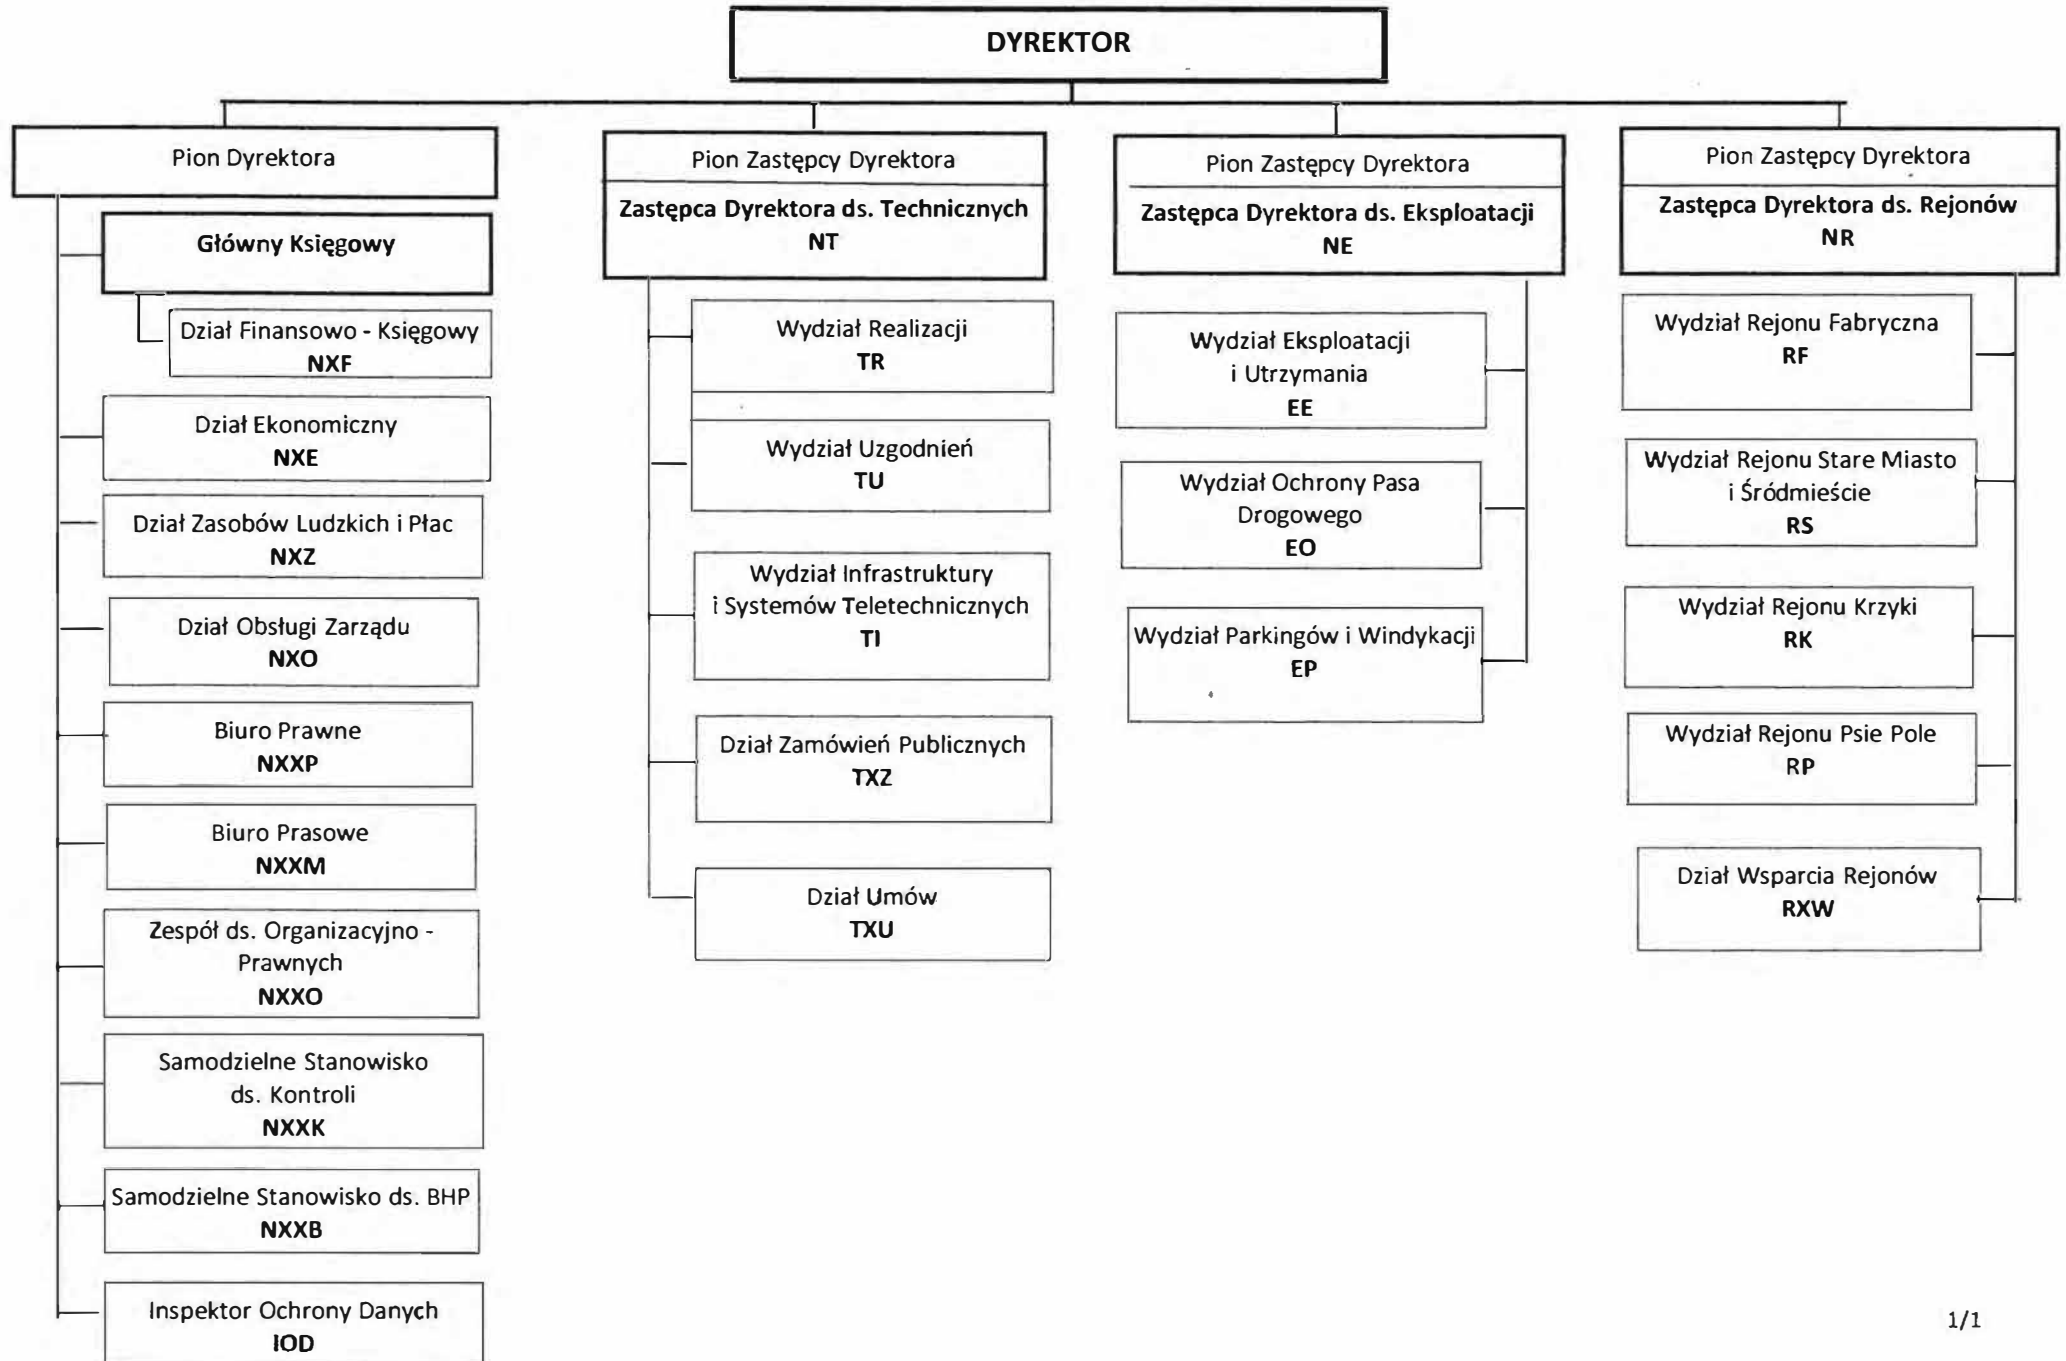 DYREKTOR
Pion Dyrektora
Główny Księgowy
Dział Finansowo - Księgowy
NXF
Dział Ekonomiczny
NXE
Dział Zasobów Ludzkich i Płac
NXZ
Dział Obsługi Zarządu
NXO
Biuro Prawne
NXXP
Biuro Prasowe
NXXM
Zespół ds. Organizacyjno -
Prawnych
NXXO
Samodzielne Stanowisko
ds. Kontroli
NXXK
Samodzielne Stanowisko ds. BHP
NXXB
Inspektor Ochrony Danych
IOD
Pion Zastępcy Dyrektora
Zastępca Dyrektora ds. Technicznych
NT
Wydział Realizacji
TR
Wydział Uzgodnień
TU
Wydział Infrastruktury
i Systemów Teletechnicznych
TI
Dział Zamówień Publicznych
TXZ
Dział Umów
TXU
Pion Zastępcy Dyrektora
Zastępca Dyrektora ds. Eksploatacji
NE
Wydział Eksploatacji
i Utrzymania
EE
Wydział Ochrony Pasa
Drogowego
EO
Wydział Parkingów i Windykacji
EP
Pion Zastępcy Dyrektora
Zastępca Dyrektora ds. Rejonów
NR
Wydział Rejonu Fabryczna
RF
Wydział Rejonu Stare Miasto
i Śródmieście
RS
Wydział Rejonu Krzyki
RK
Wydział Rejonu Psie Pole
RP
Dział Wsparcia Rejonów
RXW
1/1